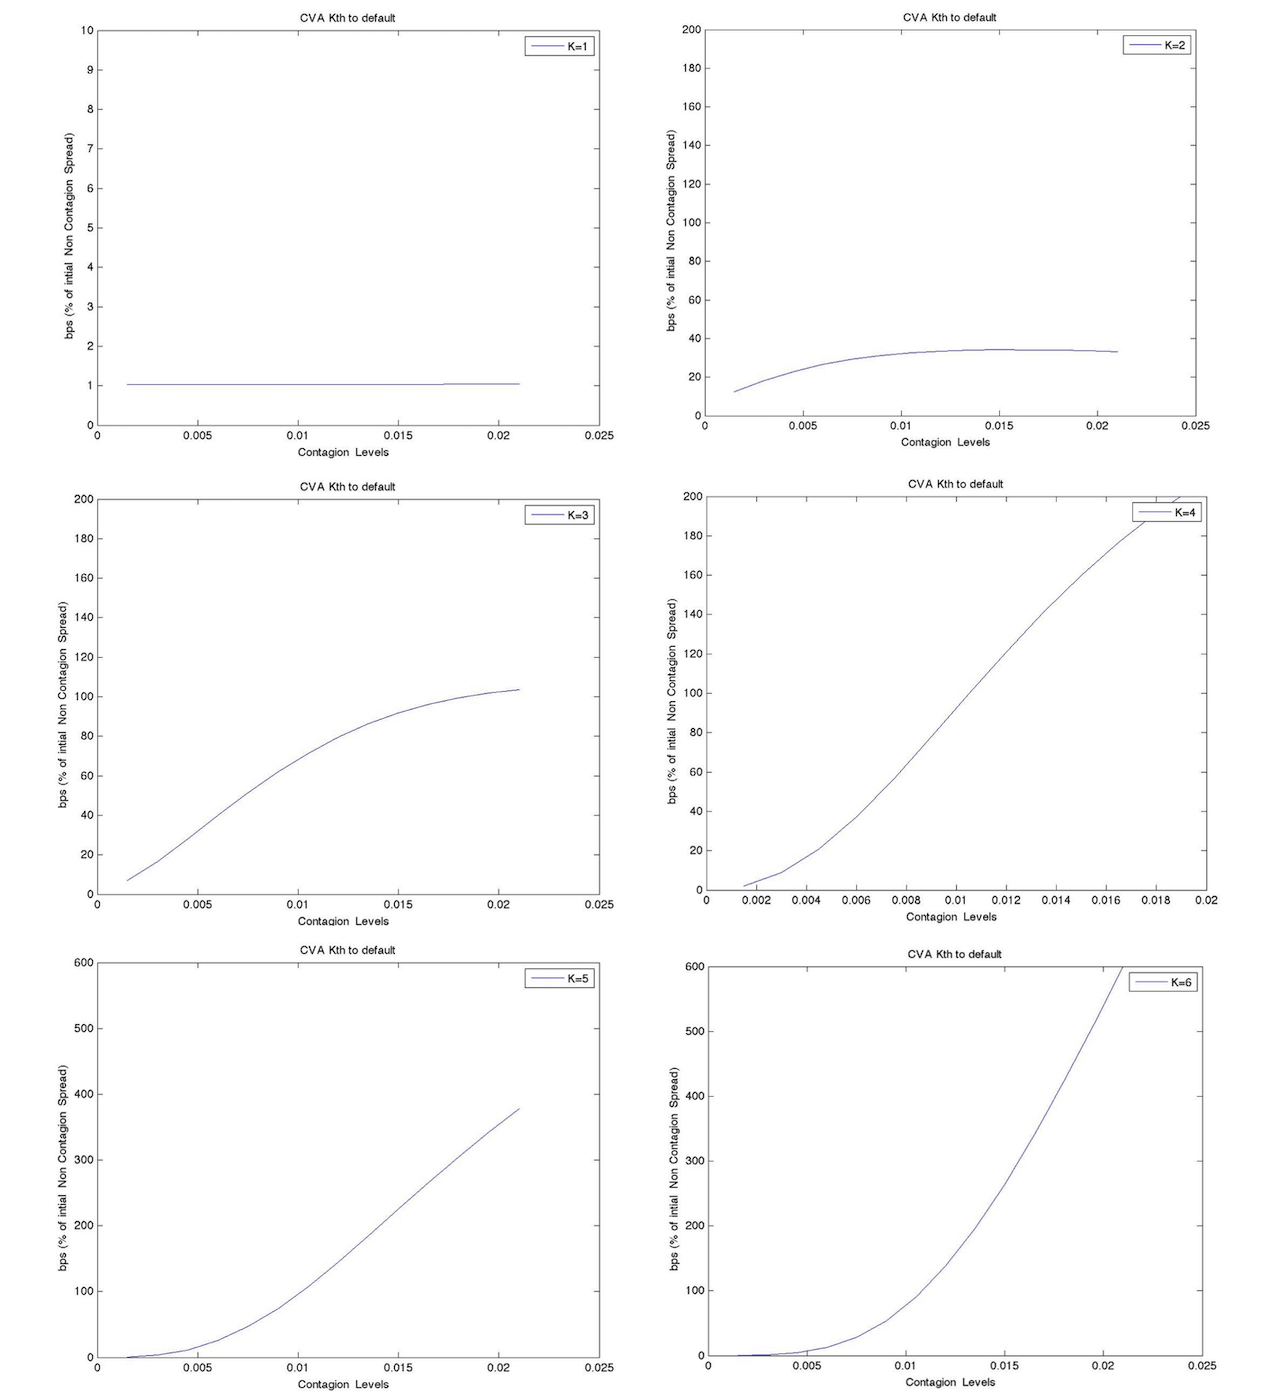 CVA Kth to default
K=1
bps (% of intial Non Contagion Spread)
10
9
8
7
6
5
4
3
2
1
0
0 0.005 0.01 0.015 0.02 0.025
Contagion Levels
CVA Kth to default
K=2
bps (% of intial Non Contagion Spread)
200
180
160
140
120
100
80
60
40
20
0
0 0.005 0.01 0.015 0.02 0.025
Contagion Levels
CVA Kth to default
K=3
bps (% of intial Non Contagion Spread)
200
180
160
140
120
100
80
60
40
20
0
0 0.005 0.01 0.015 0.02 0.025
Contagion Levels
CVA Kth to default
K=4
bps (% of intial Non Contagion Spread)
200
180
160
140
120
100
80
60
40
20
0
0 0.002 0.004 0.006 0.008 0.01 0.012 0.014 0.016 0.018 0.02
Contagion Levels
CVA Kth to default
K=5
bps (% of intial Non Contagion Spread)
600
500
400
300
200
100
0
0 0.005 0.01 0.015 0.02 0.025
Contagion Levels
CVA Kth to default
K=6
bps (% of intial Non Contagion Spread)
600
500
400
300
200
100
0
0 0.005 0.01 0.015 0.02 0.025
Contagion Levels